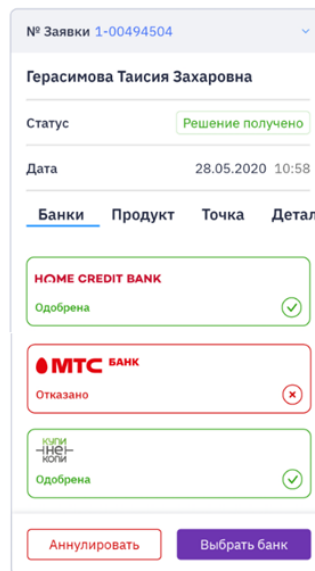 № Заявки 1-00494504
Герасимова Таисия Захаровна
Статус Решение получено
Дата 28.05.2020 10:58
Банки Продукт Точка Детал
HOME CREDIT BANK
Одобрена
МТС БАНК
Отказано
КУПИ
НЕ
КОПИ
Одобрена
Аннулировать Выбрать банк